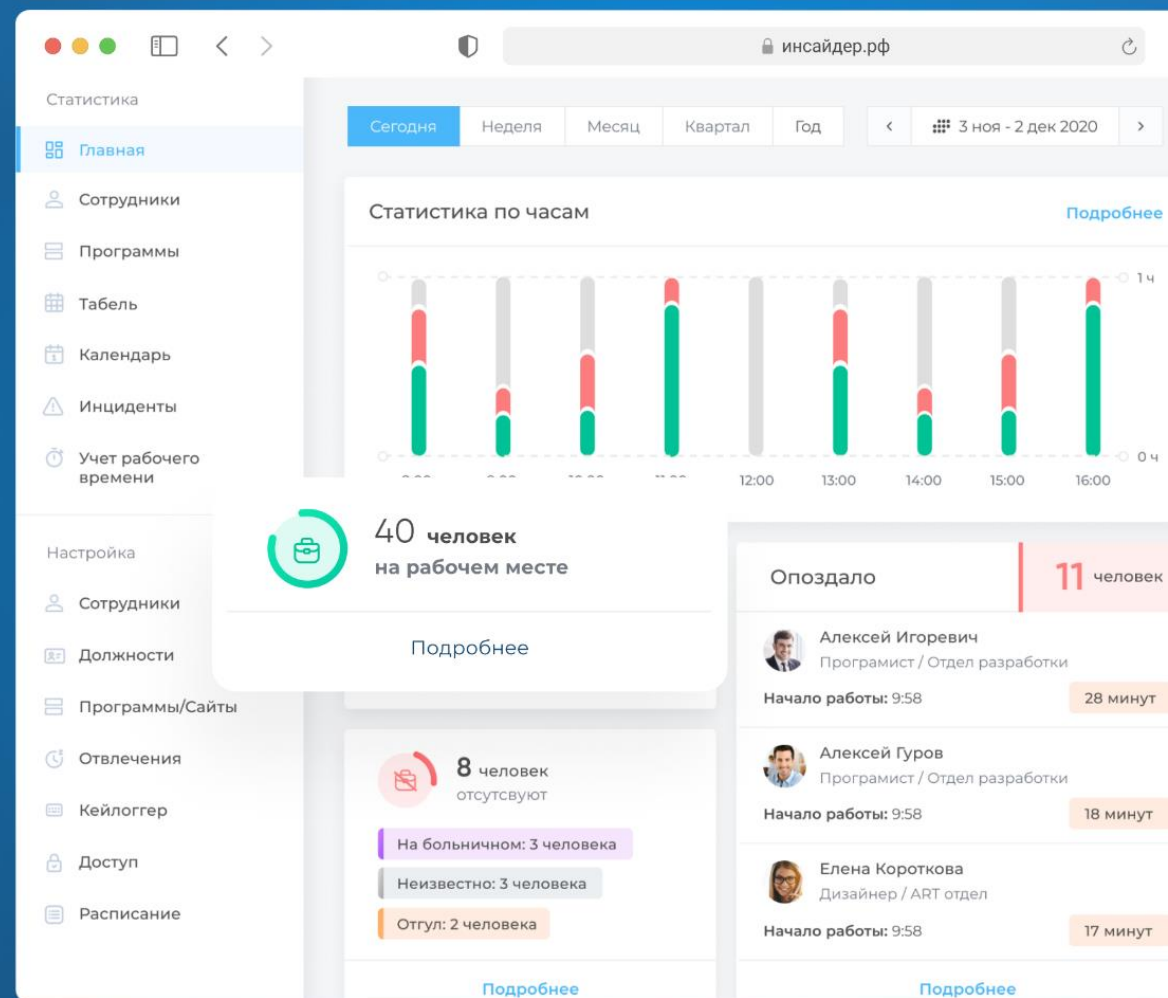 инсайдер.рф
Статистика
Главная
Сотрудники
Программы
Табель
Календарь
Инциденты
Учет рабочего
времени
Настройка
Сотрудники
Должности
Программы/Сайты
Отвлечения
Кейлоггер
Доступ
Расписание
Сегодня Неделя Месяц Квартал Год 3 ноя - 2 дек 2020
Статистика по часам Подробнее
1 ч
0 ч
12:00 13:00 14:00 15:00 16:00
40 человек
на рабочем месте
Подробнее
8 человек
отсутсвуют
На больничном: 3 человека
Неизвестно: 3 человека
Отгул: 2 человека
Подробнее
Опоздало 11 человек
Алексей Игоревич
Програмист / Отдел разработки
Начало работы: 9:58 28 минут
Алексей Гуров
Програмист / Отдел разработки
Начало работы: 9:58 18 минут
Елена Короткова
Дизайнер / ART отдел
Начало работы: 9:58 17 минут
Подробнее